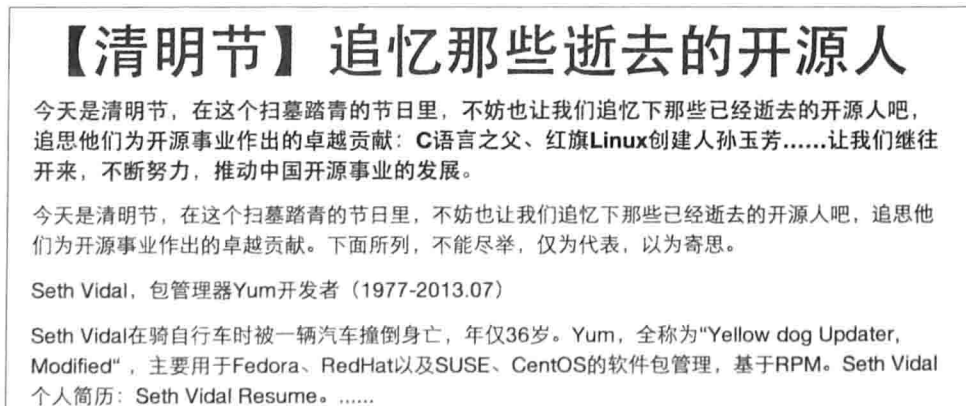 【清明节】追忆那些逝去的开源人
今天是清明节，在这个扫墓踏青的节日里，不妨也让我们追忆下那些已经逝去的开源人吧，
追思他们为开源事业作出的卓越贡献：C语言之父、红旗Linux创建人孙玉芳......让我们继往
开来，不断努力，推动中国开源事业的发展。
今天是清明节，在这个扫墓踏青的节日里，不妨也让我们追忆下那些已经逝去的开源人吧，追思他
们为开源事业作出的卓越贡献。下面所列，不能尽举，仅为代表，以为寄思。
Seth Vidal，包管理器Yum开发者（1977-2013.07）
Seth Vidal在骑自行车时被一辆汽车撞倒身亡，年仅36岁。Yum，全称为"Yellow dog Updater,
Modified“，主要用于Fedora、RedHat以及SUSE、CentOS的软件包管理，基于RPM。Seth Vidal
个人简历：Seth Vidal Resume。......